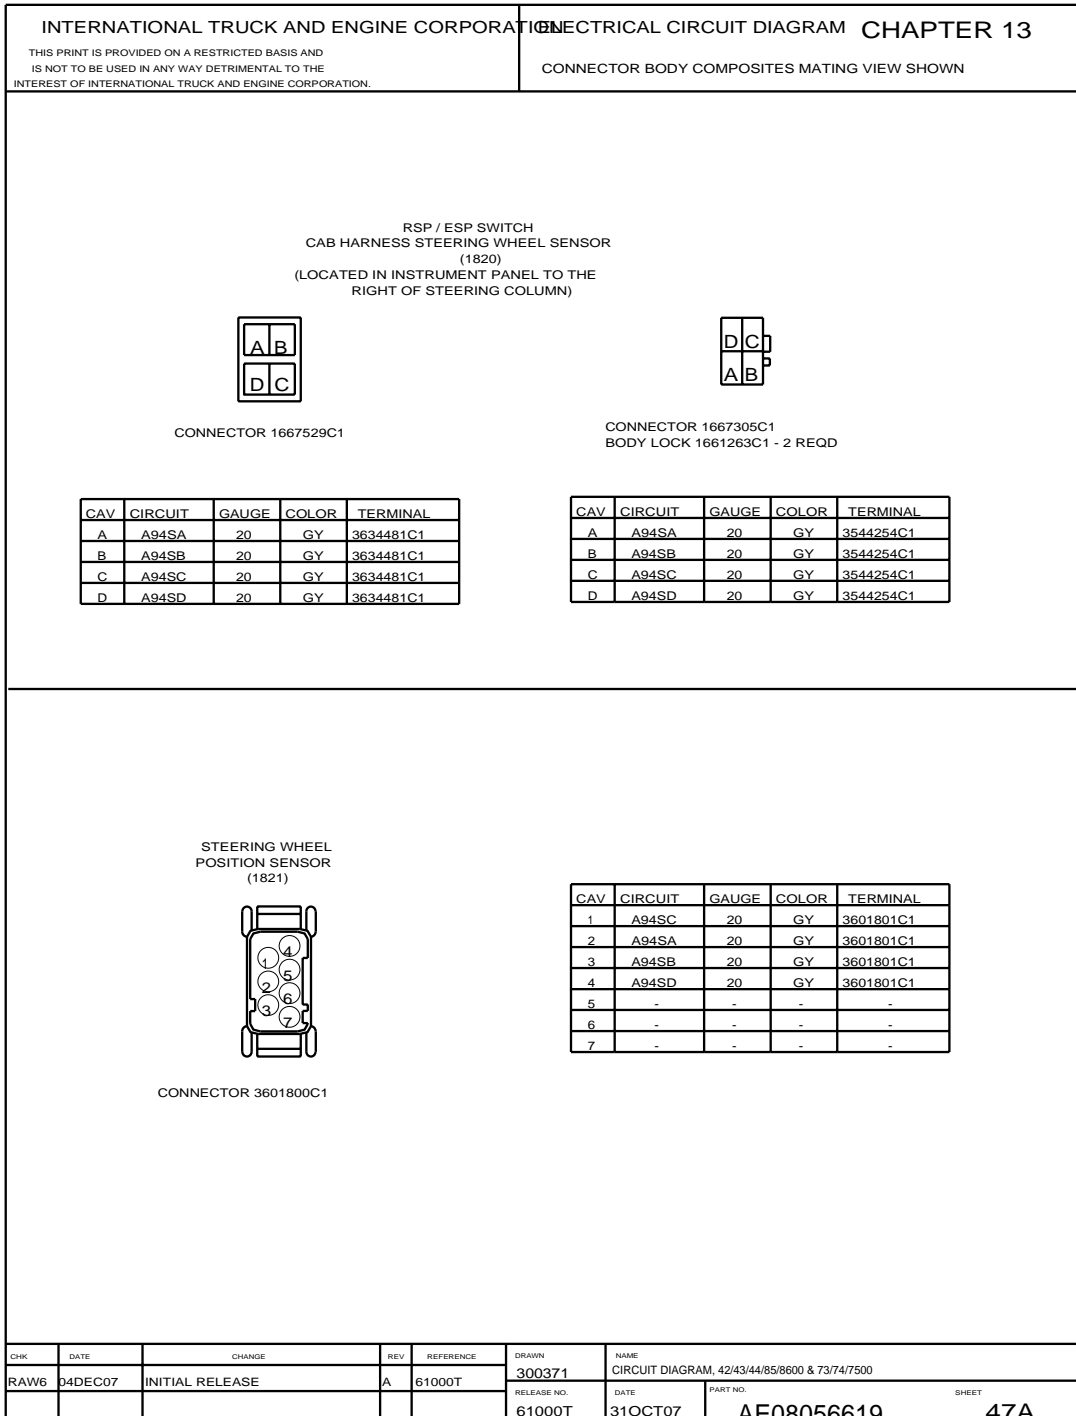 INTERNATIONAL TRUCK AND ENGINE CORPORATION
ELECTRICAL CIRCUIT DIAGRAM CHAPTER 13
THIS PRINT IS PROVIDED ON A RESTRICTED BASIS AND
IS NOT TO BE USED IN ANY WAY DETRIMENTAL TO THE
INTEREST OF INTERNATIONAL TRUCK AND ENGINE CORPORATION.
CONNECTOR BODY COMPOSITES MATING VIEW SHOWN
RSP / ESP SWITCH
CAB HARNESS STEERING WHEEL SENSOR
(1820)
(LOCATED IN INSTRUMENT PANEL TO THE
RIGHT OF STEERING COLUMN)
A B
D C
CONNECTOR 1667529C1
D C
A B
CONNECTOR 1667305C1
BODY LOCK 1661263C1 - 2 REQD
CAV CIRCUIT GAUGE COLOR TERMINAL
A A94SA 20 GY 3634481C1
B A94SB 20 GY 3634481C1
C A94SC 20 GY 3634481C1
D A94SD 20 GY 3634481C1
CAV CIRCUIT GAUGE COLOR TERMINAL
A A94SA 20 GY 3544254C1
B A94SB 20 GY 3544254C1
C A94SC 20 GY 3544254C1
D A94SD 20 GY 3544254C1
STEERING WHEEL
POSITION SENSOR
(1821)
4
1
5
2
6
3
7
CONNECTOR 3601800C1
CAV CIRCUIT GAUGE COLOR TERMINAL
1 A94SC 20 GY 3601801C1
2 A94SA 20 GY 3601801C1
3 A94SB 20 GY 3601801C1
4 A94SD 20 GY 3601801C1
5 - - - -
6 - - - -
7 - - - -
CHK DATE CHANGE REV REFERENCE
RAW6 04DEC07 INITIAL RELEASE A 61000T
DRAWN
300371
NAME
CIRCUIT DIAGRAM, 42/43/44/85/8600 & 73/74/7500
RELEASE NO.
61000T
DATE
31OCT07
PART NO.
AE08056619
SHEET
47A